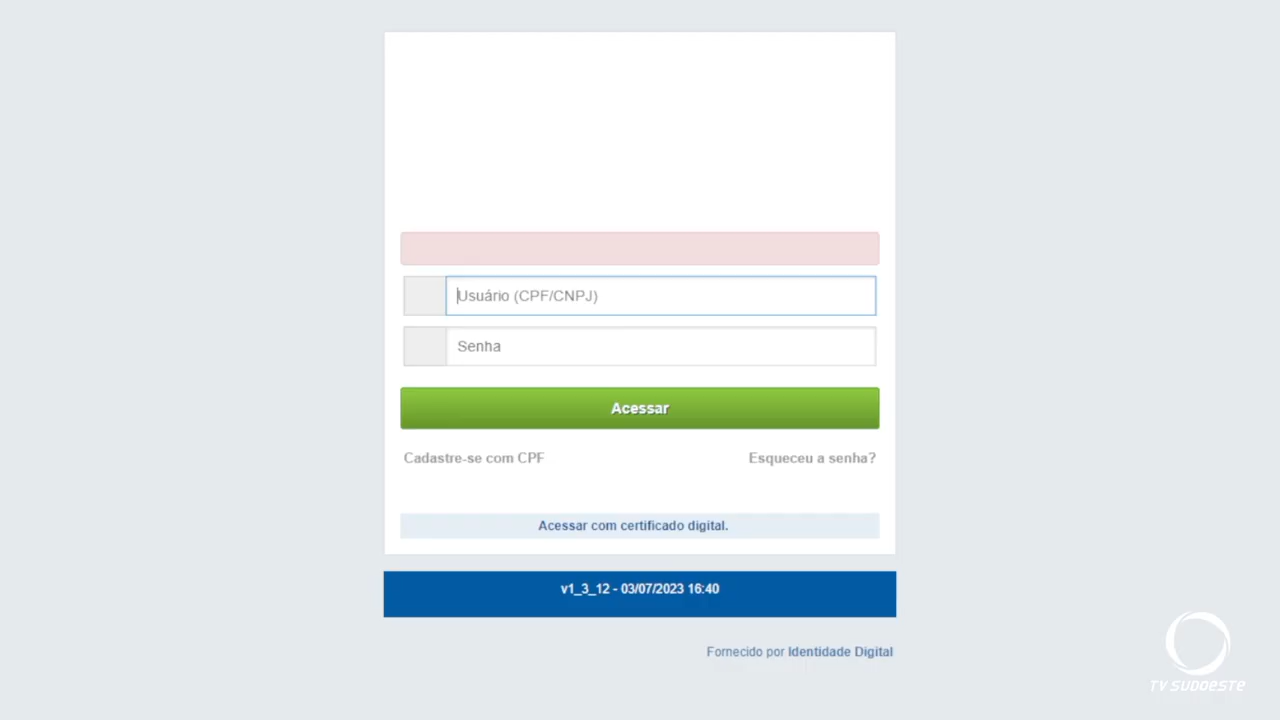 Usuário (CPF/CNPJ)
Senha
Acessar
Cadastre-se com CPF
Esqueceu a senha?
Acessar com certificado digital.
v1_3_12 - 03/07/2023 16:40
Fornecido por Identidade Digital
TV SUDOESTE